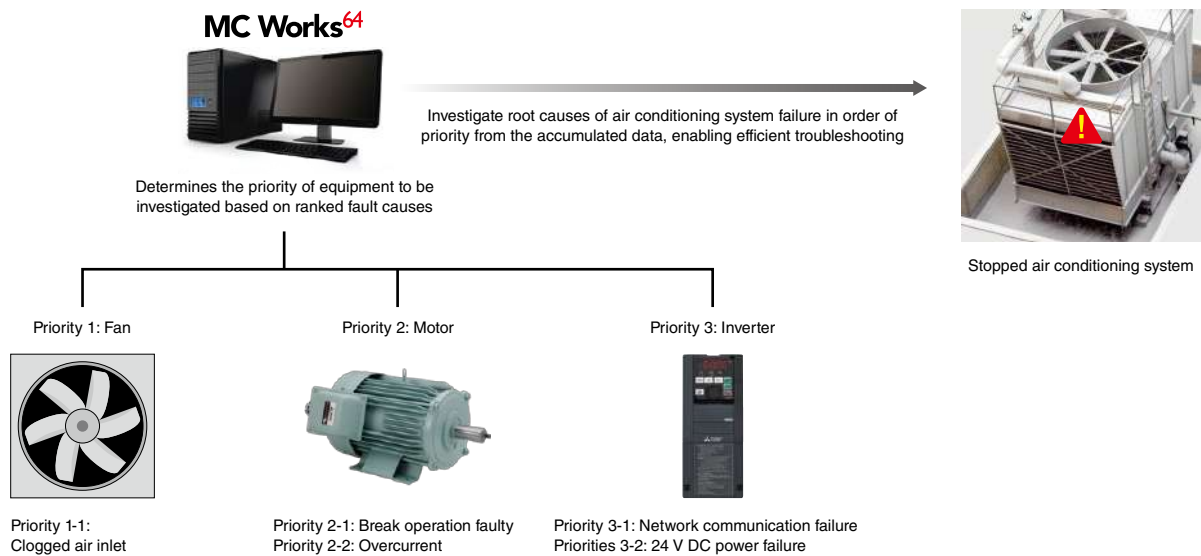 MC Works64
Investigate root causes of air conditioning system failure in order of
priority from the accumulated data, enabling efficient troubleshooting
Determines the priority of equipment to be
investigated based on ranked fault causes
Stopped air conditioning system
Priority 1: Fan
Priority 2: Motor
Priority 3: Inverter
Priority 1-1:
Clogged air inlet
Priority 2-1: Break operation faulty
Priority 2-2: Overcurrent
Priority 3-1: Network communication failure
Priorities 3-2: 24 V DC power failure